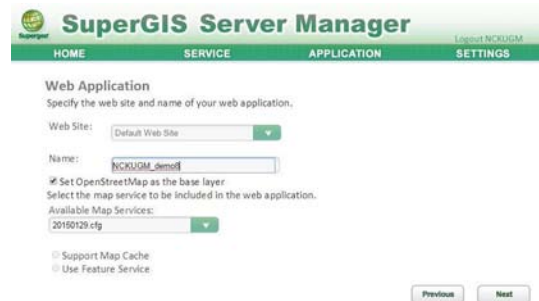 SuperGIS Server Manager
Supergeo
Logout NCKUGM
HOME SERVICE APPLICATION SETTINGS
Web Application
Specify the web site and name of your web application.
Web Site: Default Web Site
Name: NCKUGM_demo8
Set OpenStreetMap as the base layer
Select the map service to be included in the web application.
Available Map Services:
20150129.cfg
Support Map Cache
Use Feature Service
Previous Next